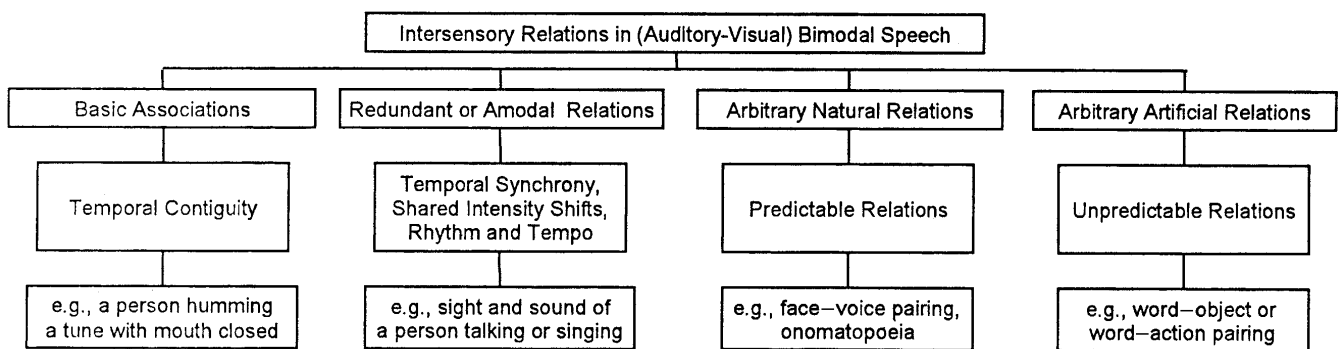 Intersensory Relations in (Auditory-Visual) Bimodal Speech
Basic Associations
Redundant or Amodal Relations
Arbitrary Natural Relations
Arbitrary Artificial Relations
Temporal Contiguity
Temporal Synchrony,
Shared Intensity Shifts,
Rhythm and Tempo
Predictable Relations
Unpredictable Relations
e.g., a person humming
a tune with mouth closed
e.g., sight and sound of
a person talking or singing
e.g., face–voice pairing,
onomatopoeia
e.g., word–object or
word–action pairing